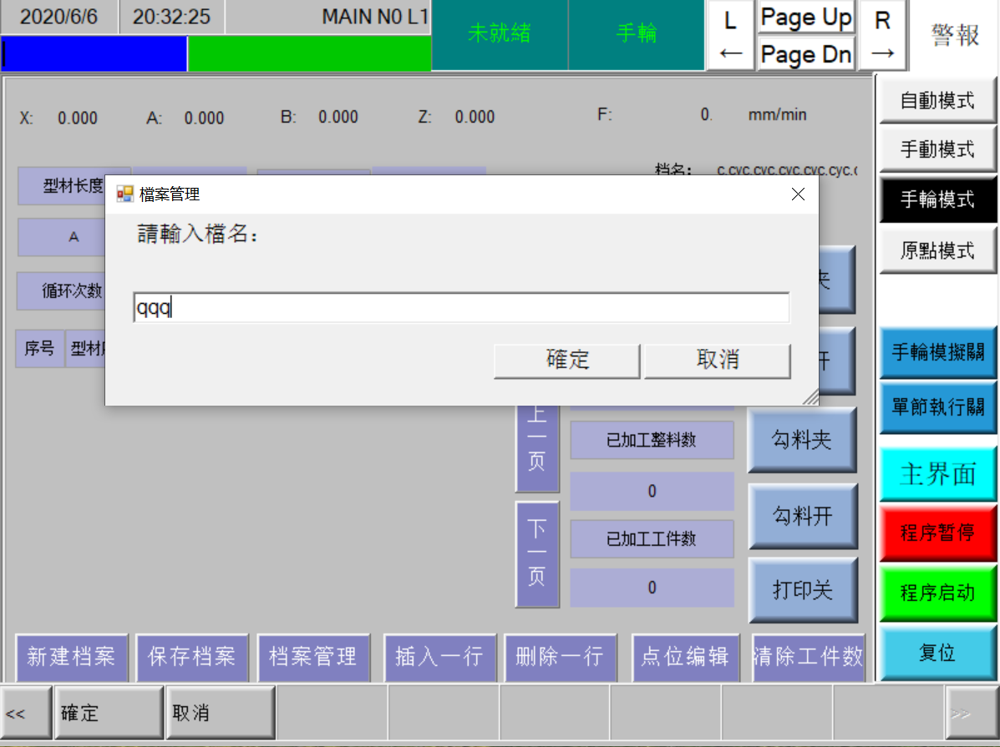 2020/6/6 20:32:25 MAIN N0 L1 未就緒 手輪 L Page Up R 警報
← Page Dn →
X: 0.000 A: 0.000 B: 0.000 Z: 0.000 F: 0. mm/min
自動模式
手動模式
手輪模式
原點模式
手輪模擬關
單節執行關
主界面
程序暂停
程序启动
复位
档名: c.cyc.cyc.cyc.cyc.cyc.
型材长度
A
循环次数
序号 型材
檔案管理
請輸入檔名:
qqq
確定 取消
夹
开
上一页
已加工整料数 勾料夹
0
下一页
已加工工件数 勾料开
0 打印关
新建档案 保存档案 档案管理 插入一行 删除一行 点位编辑 清除工件数
<< 確定 取消 >>